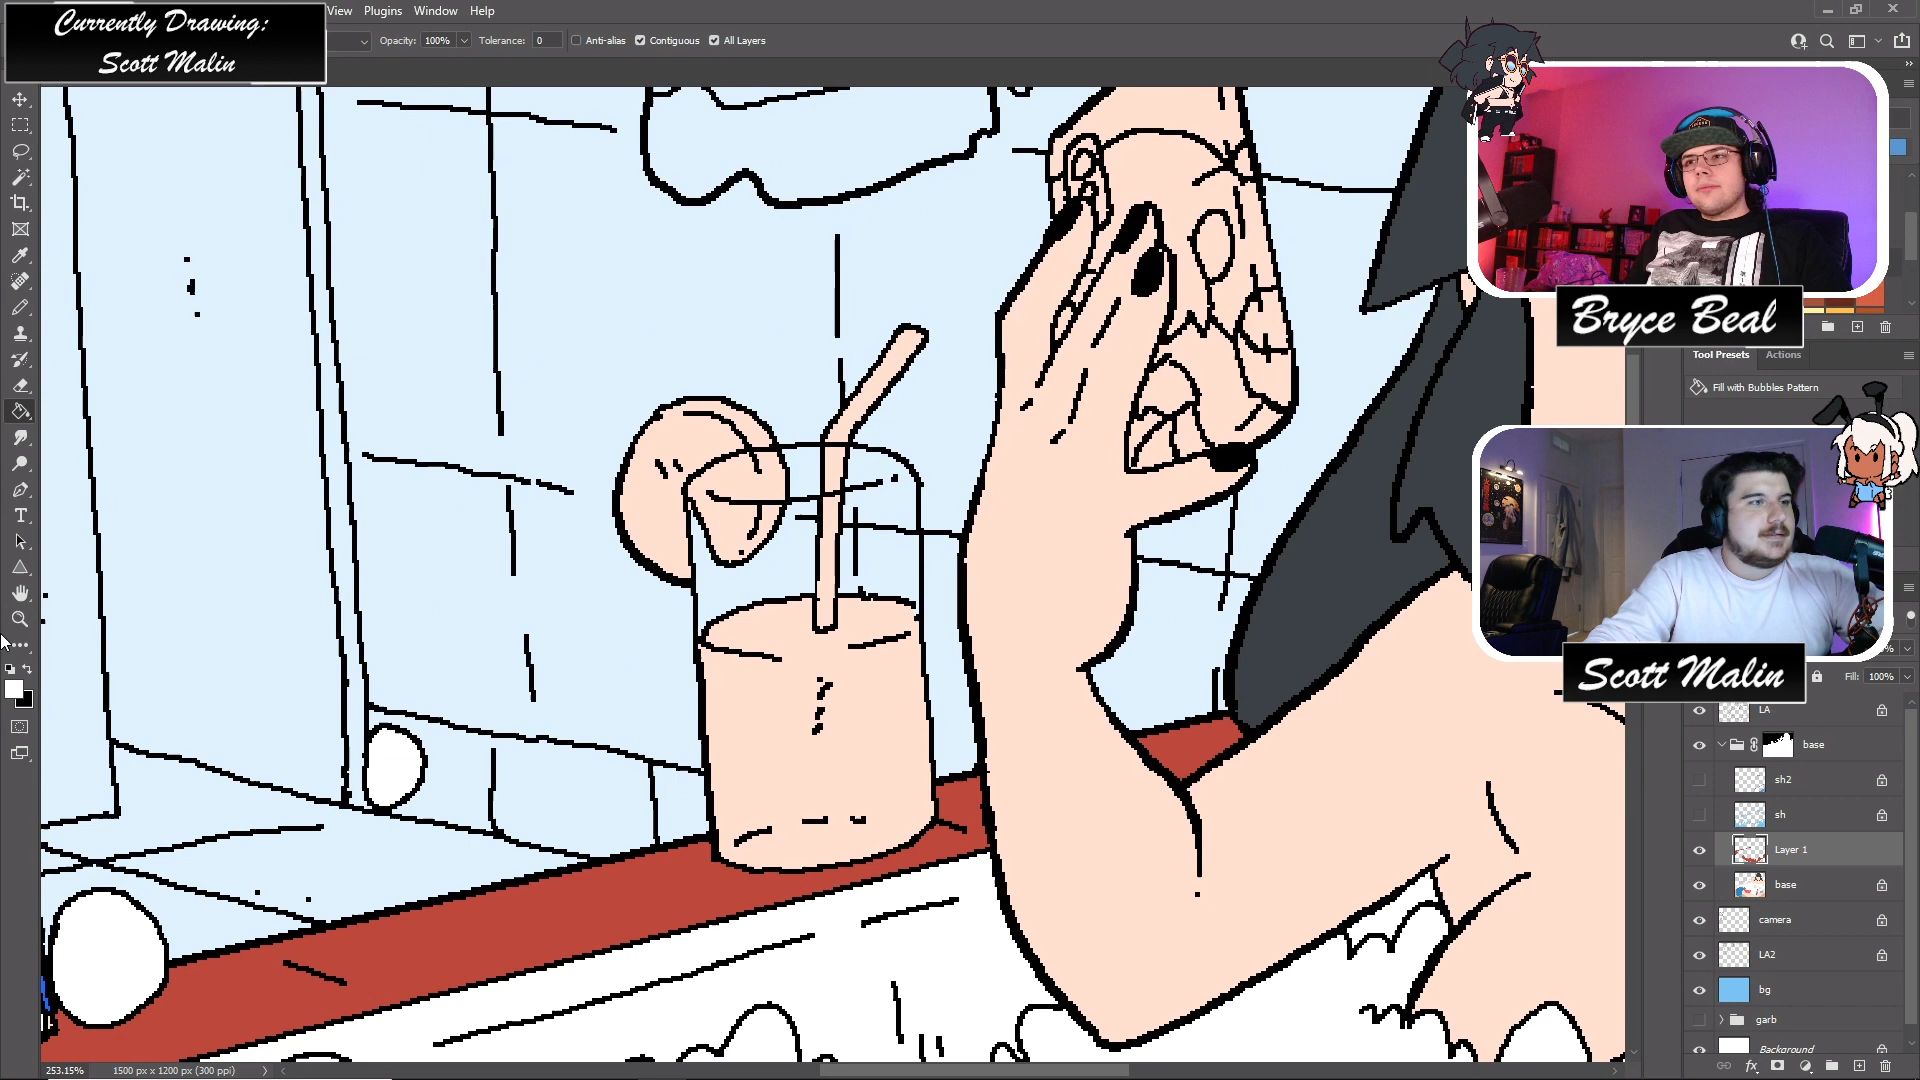 Currently Drawing:
Scott Malin
View Plugins Window Help
Opacity: 100% Tolerance: 0 Anti-alias Contiguous All Layers
Bryce Beal
Tool Presets Actions
Fill with Bubbles Pattern
Scott Malin
Fill: 100%
LA
base
sh2
sh
Layer 1
base
camera
LA2
bg
garb
Background
253.15% 1500 px x 1200 px (300 ppi)